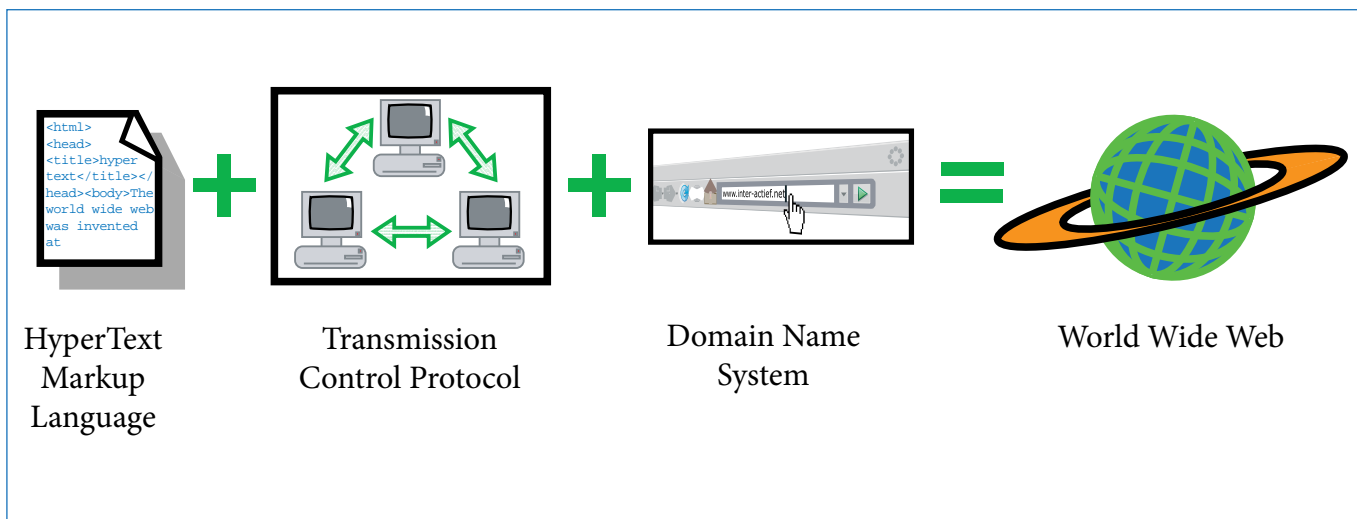 <html>
<head>
<title>hyper
text</title></
head><body>The
world wide web
was invented
at
www.inter-actief.net
HyperText
Markup
Language
Transmission
Control Protocol
Domain Name
System
World Wide Web